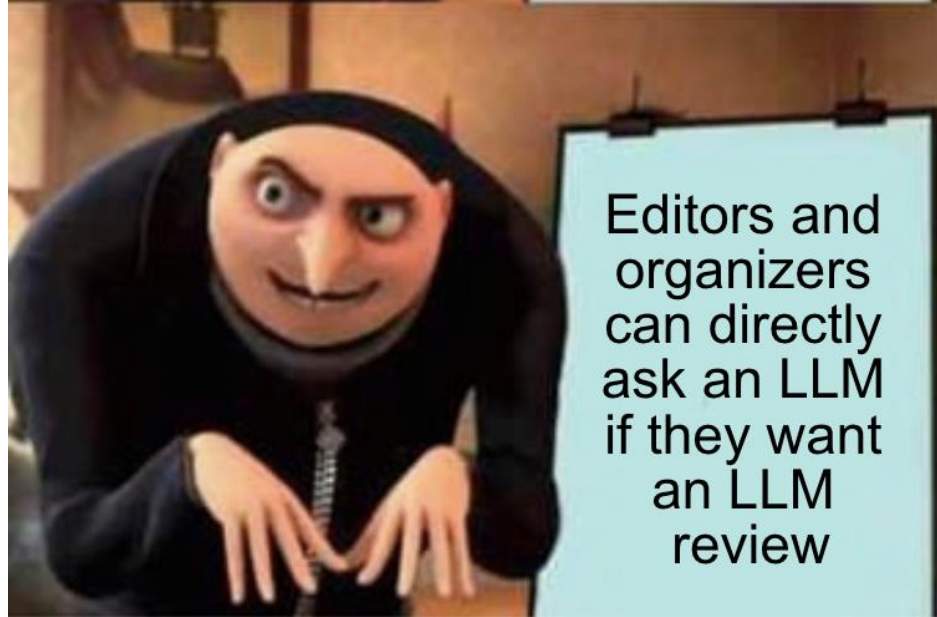 Editors and
organizers
can directly
ask an LLM
if they want
an LLM
review